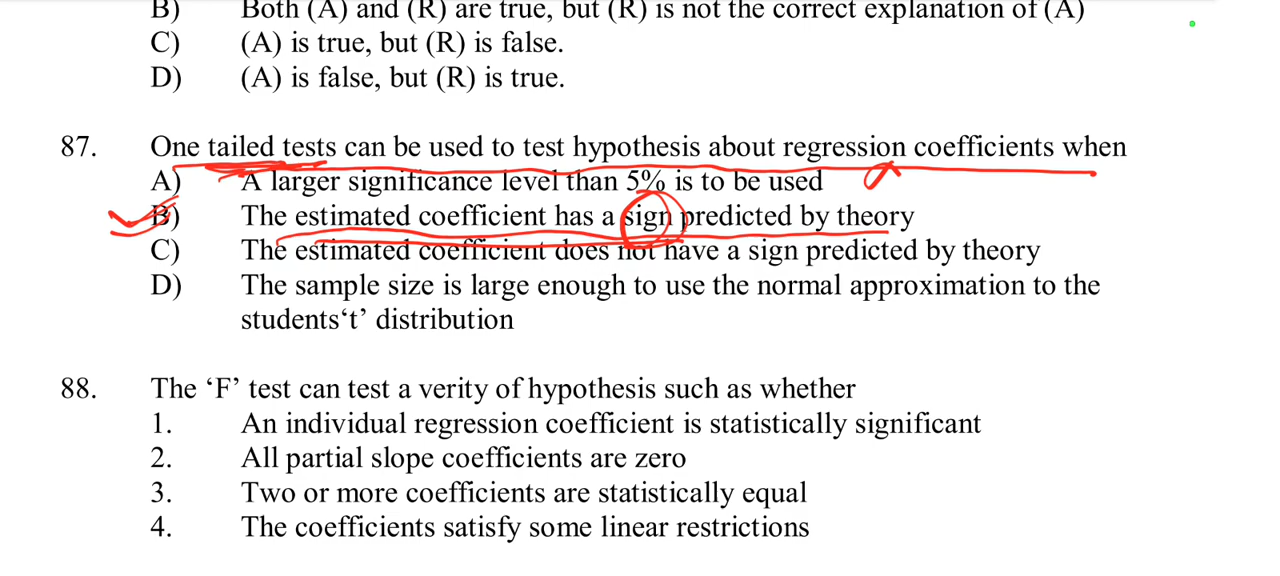 B) Both (A) and (R) are true, but (R) is not the correct explanation of (A)
C) (A) is true, but (R) is false.
D) (A) is false, but (R) is true.
87. One tailed tests can be used to test hypothesis about regression coefficients when
A) A larger significance level than 5% is to be used
B) The estimated coefficient has a sign predicted by theory
C) The estimated coefficient does not have a sign predicted by theory
D) The sample size is large enough to use the normal approximation to the
students‘t’ distribution
88. The ‘F’ test can test a verity of hypothesis such as whether
1. An individual regression coefficient is statistically significant
2. All partial slope coefficients are zero
3. Two or more coefficients are statistically equal
4. The coefficients satisfy some linear restrictions